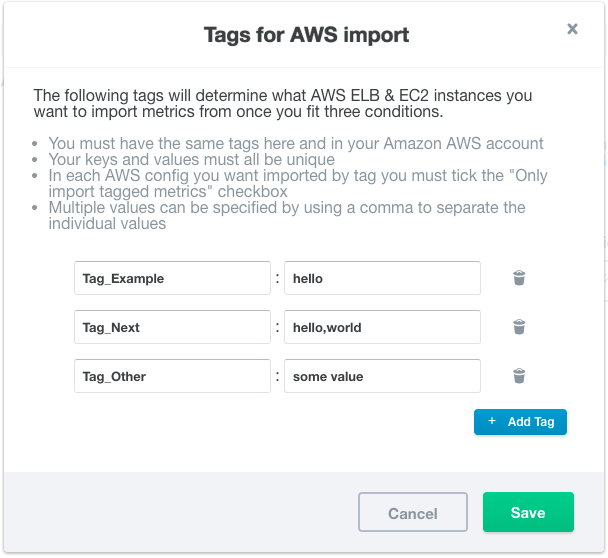 Tags for AWS import
×
The following tags will determine what AWS ELB & EC2 instances you
want to import metrics from once you fit three conditions.
• You must have the same tags here and in your Amazon AWS account
• Your keys and values must all be unique
• In each AWS config you want imported by tag you must tick the "Only
import tagged metrics" checkbox
• Multiple values can be specified by using a comma to separate the
individual values
Tag_Example : hello
Tag_Next : hello,world
Tag_Other : some value
+ Add Tag
Cancel Save